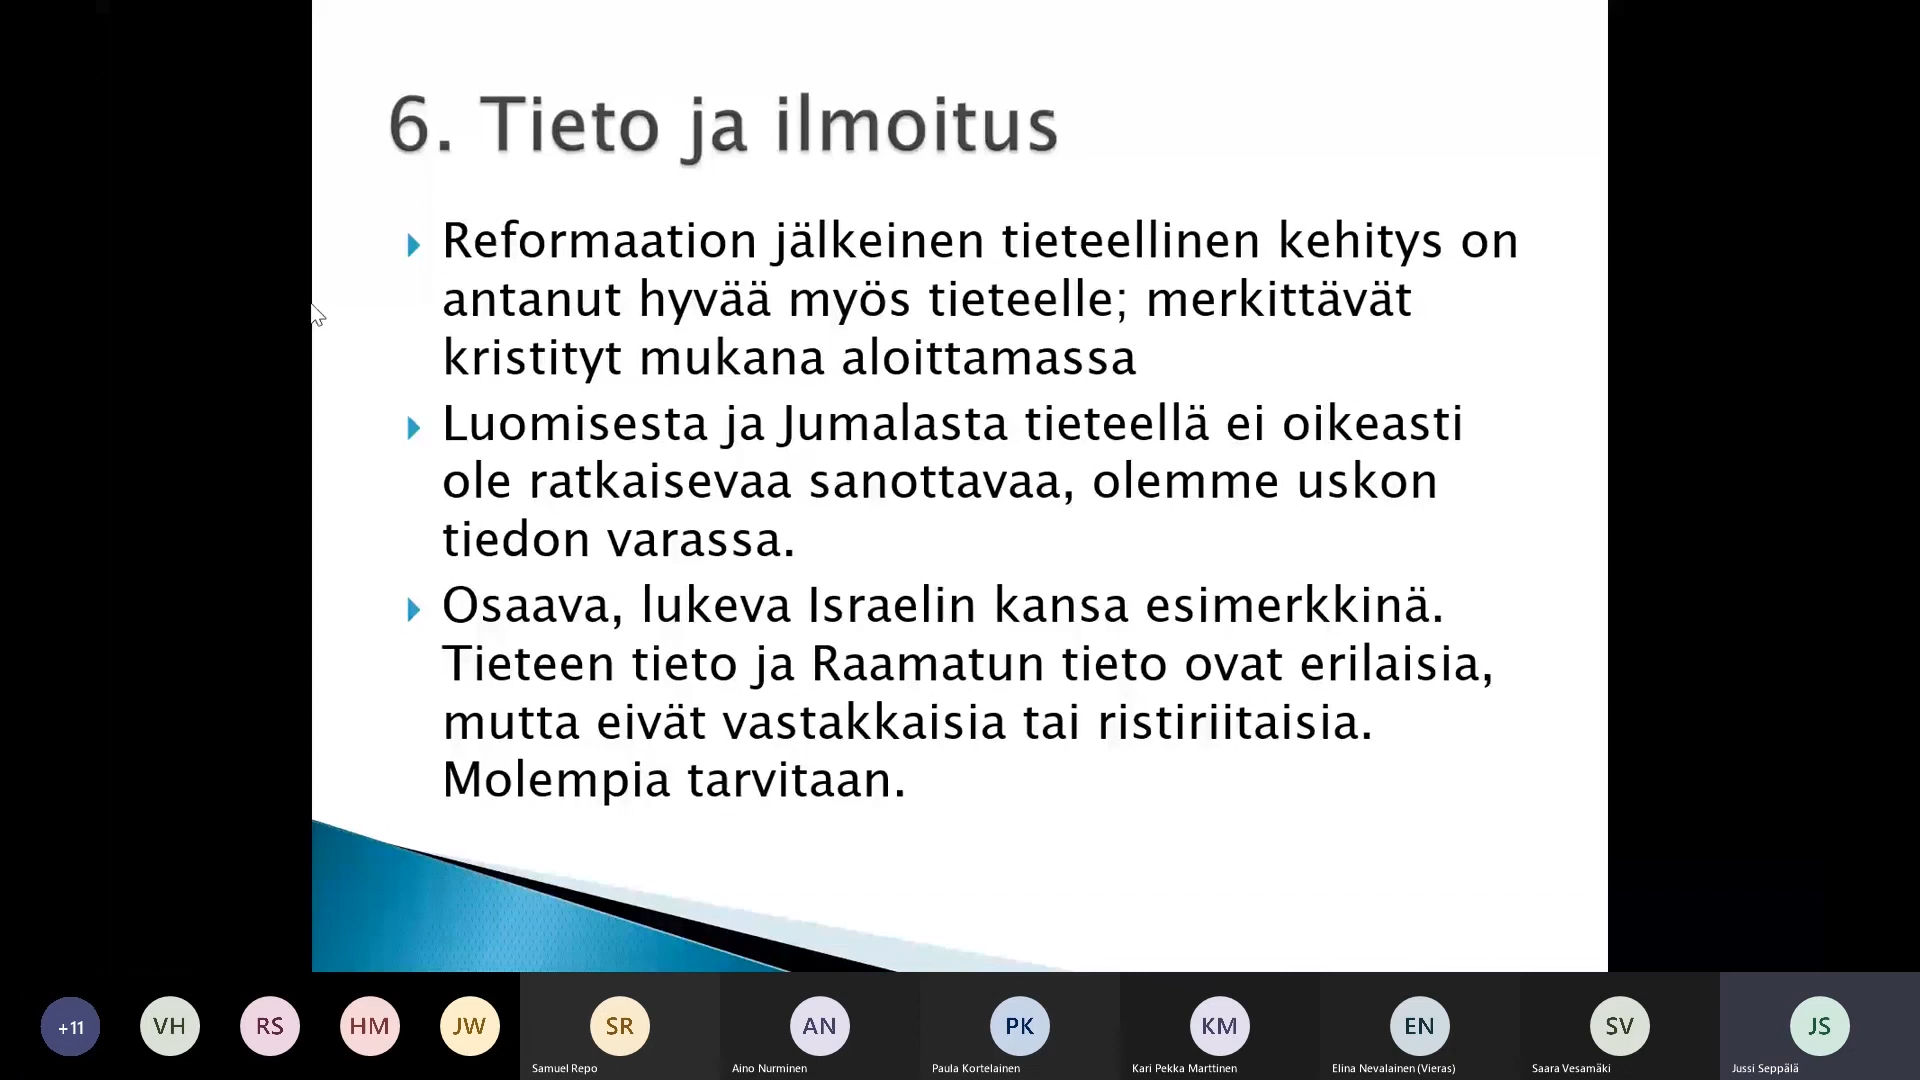 6. Tieto ja ilmoitus
Reformaation jälkeinen tieteellinen kehitys on
antanut hyvää myös tieteelle; merkittävät
kristityt mukana aloittamassa
Luomisesta ja Jumalasta tieteellä ei oikeasti
ole ratkaisevaa sanottavaa, olemme uskon
tiedon varassa.
Osaava, lukeva Israelin kansa esimerkkinä.
Tieteen tieto ja Raamatun tieto ovat erilaisia,
mutta eivät vastakkaisia tai ristiriitaisia.
Molempia tarvitaan.
+11 VH RS HM JW SR AN PK KM EN SV JS
Samuel Repo Aino Nurminen Paula Kortelainen Kari Pekka Marttinen Elina Nevalainen (Vieras) Saara Vesamäki Jussi Seppälä